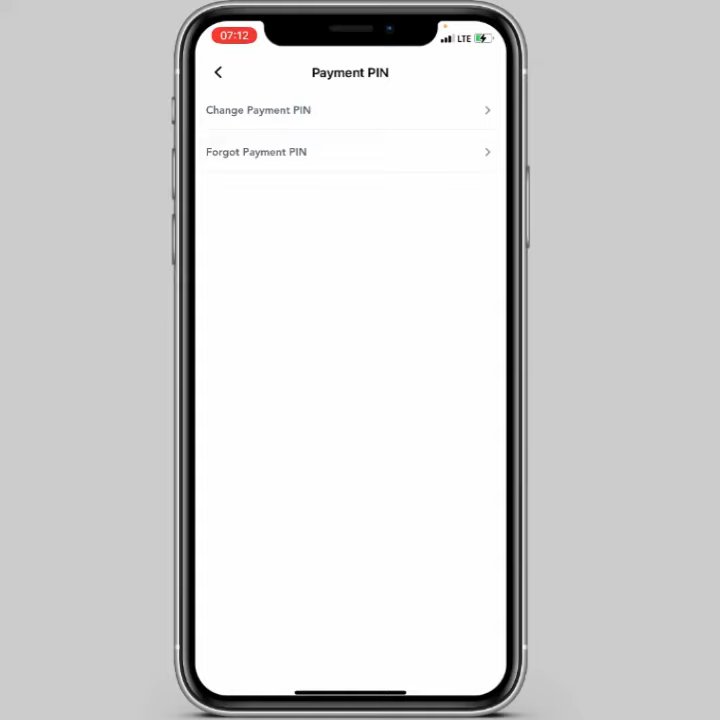 07:12
LTE
Payment PIN
Change Payment PIN
Forgot Payment PIN